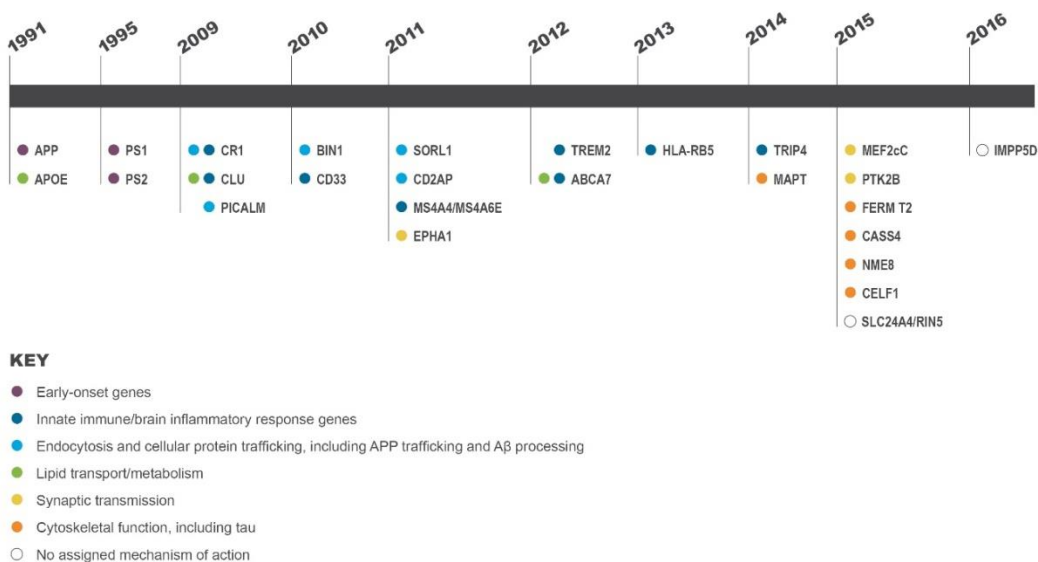 1991 1995 2009 2010 2011 2012 2013 2014 2015 2016
APP PS1 CR1 BIN1 SORL1 TREM2 HLA-RB5 TRIP4 MEF2cC IMPP5D
APOE PS2 CLU CD33 CD2AP ABCA7 MAPT PTK2B
PICALM MS4A4/MS4A6E FERM T2
EPHA1 CASS4
NME8
CELF1
SLC24A4/RIN5
KEY
Early-onset genes
Innate immune/brain inflammatory response genes
Endocytosis and cellular protein trafficking, including APP trafficking and Aβ processing
Lipid transport/metabolism
Synaptic transmission
Cytoskeletal function, including tau
No assigned mechanism of action